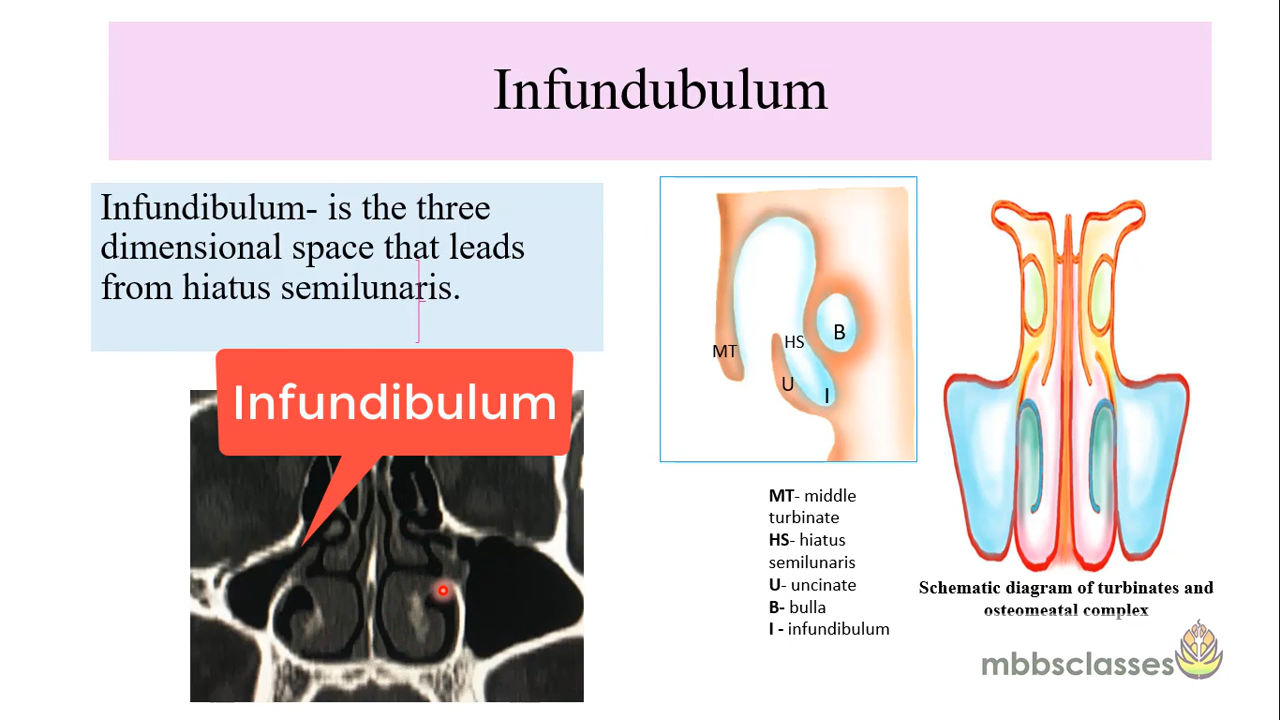 Infundubulum
Infundibulum- is the three
dimensional space that leads
from hiatus semilunaris.
Infundibulum
MT
HS
B
U
I
MT- middle
turbinate
HS- hiatus
semilunaris
U- uncinate
B- bulla
I - infundibulum
Schematic diagram of turbinates and
osteomeatal complex
mbbsclasses